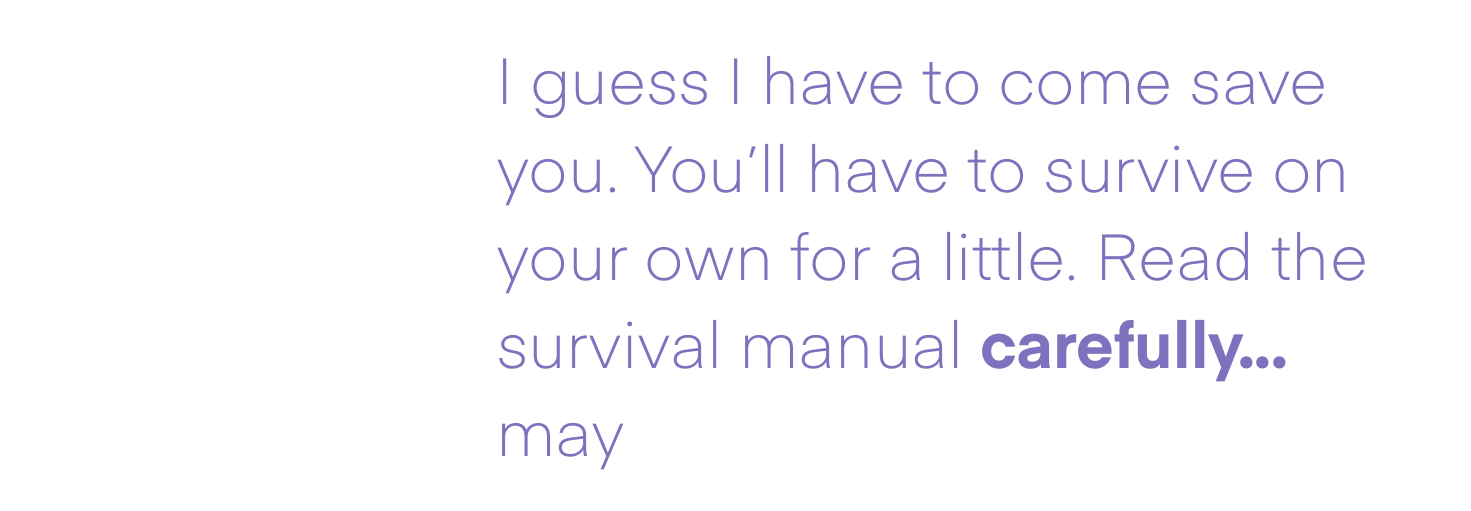 I guess I have to come save
you. You’ll have to survive on
your own for a little. Read the
survival manual carefully...
may